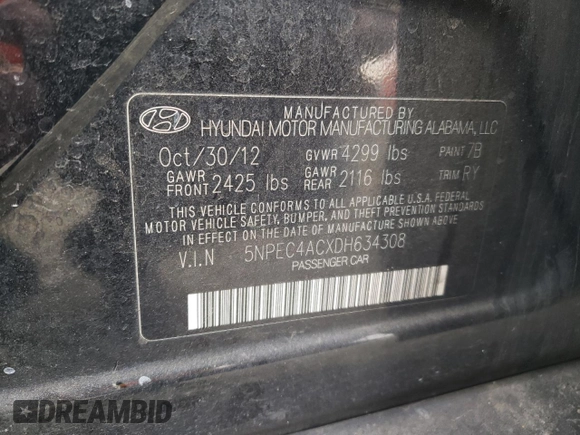 MANUFACTURED BY
HYUNDAI MOTOR MANUFACTURING ALABAMA, LLC
Oct/30/12 GVWR 4299 lbs PAINT 7B
GAWR FRONT 2425 lbs GAWR REAR 2116 lbs TRIM RY
THIS VEHICLE CONFORMS TO ALL APPLICABLE U.S.A. FEDERAL
MOTOR VEHICLE SAFETY, BUMPER, AND THEFT PREVENTION STANDARDS
IN EFFECT ON THE DATE OF MANUFACTURE SHOWN ABOVE.
V.I.N 5NPEC4ACXDH634308
PASSENGER CAR
DREAMBID